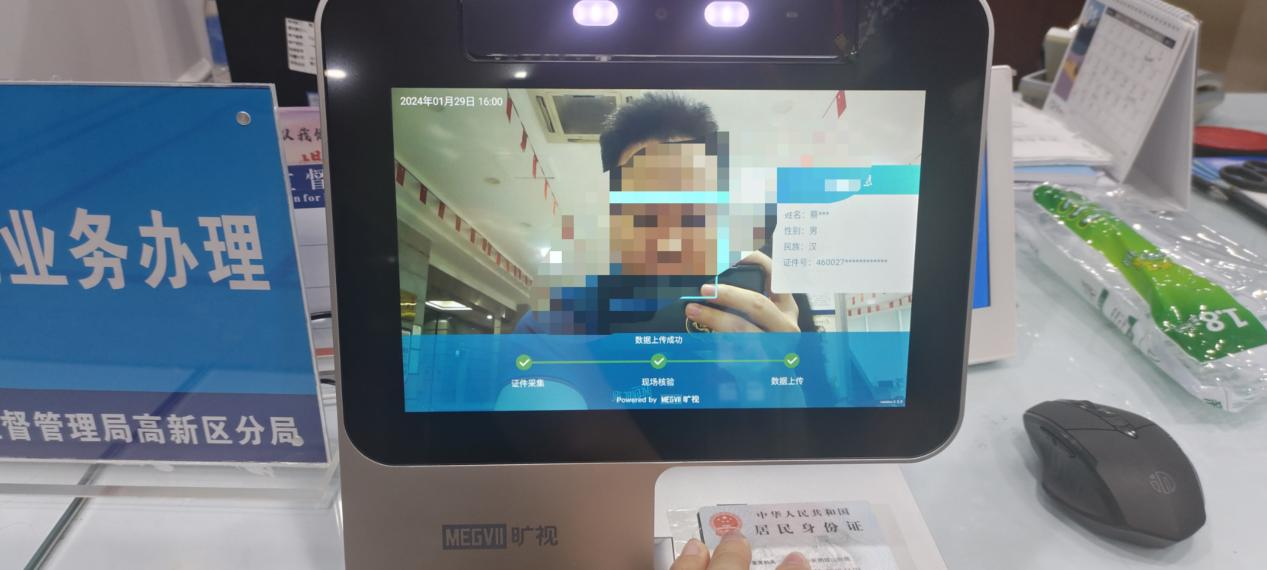 业务办理
督管理局高新区分局
2024年01月29日 16:00
姓名: 蔡***
性别: 男
民族: 汉
证件号: 460027************
数据上传成功
证件采集
现场核验
数据上传
Powered by MEGVII 旷视
MEGVII 旷视
中华人民共和国
居民身份证
1.8